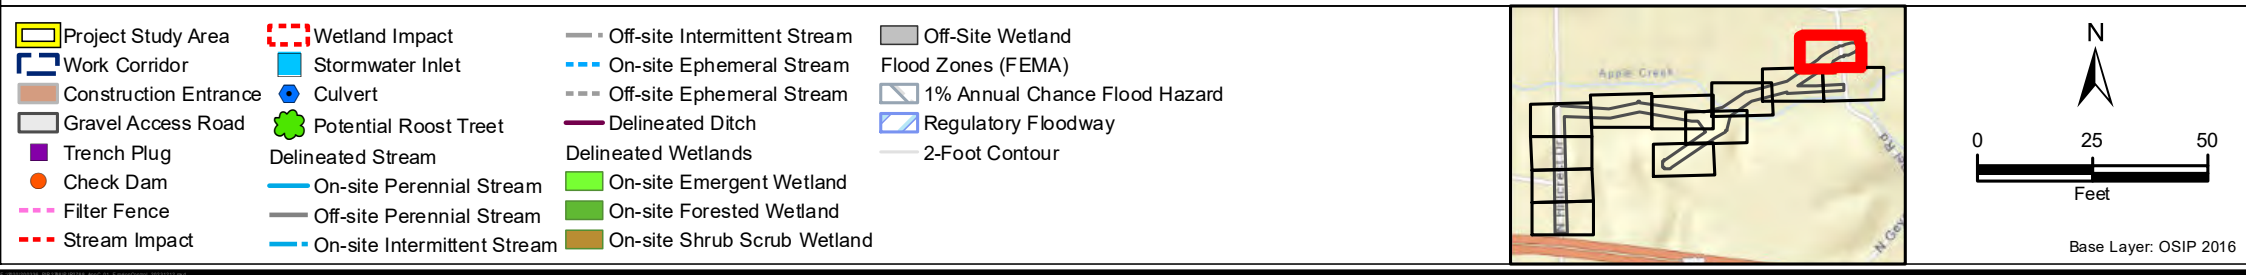 Project Study Area
Work Corridor
Construction Entrance
Gravel Access Road
Trench Plug
Check Dam
Filter Fence
Stream Impact
Wetland Impact
Stormwater Inlet
Culvert
Potential Roost Treet
Delineated Stream
On-site Perennial Stream
Off-site Perennial Stream
On-site Intermittent Stream
Off-site Intermittent Stream
On-site Ephemeral Stream
Off-site Ephemeral Stream
Delineated Ditch
Delineated Wetlands
On-site Emergent Wetland
On-site Forested Wetland
On-site Shrub Scrub Wetland
Off-Site Wetland
Flood Zones (FEMA)
1% Annual Chance Flood Hazard
Regulatory Floodway
2-Foot Contour
Apple Creek
N Hillcrest Dr
Rd
N Gey
N
0 25 50
Feet
Base Layer: OSIP 2016